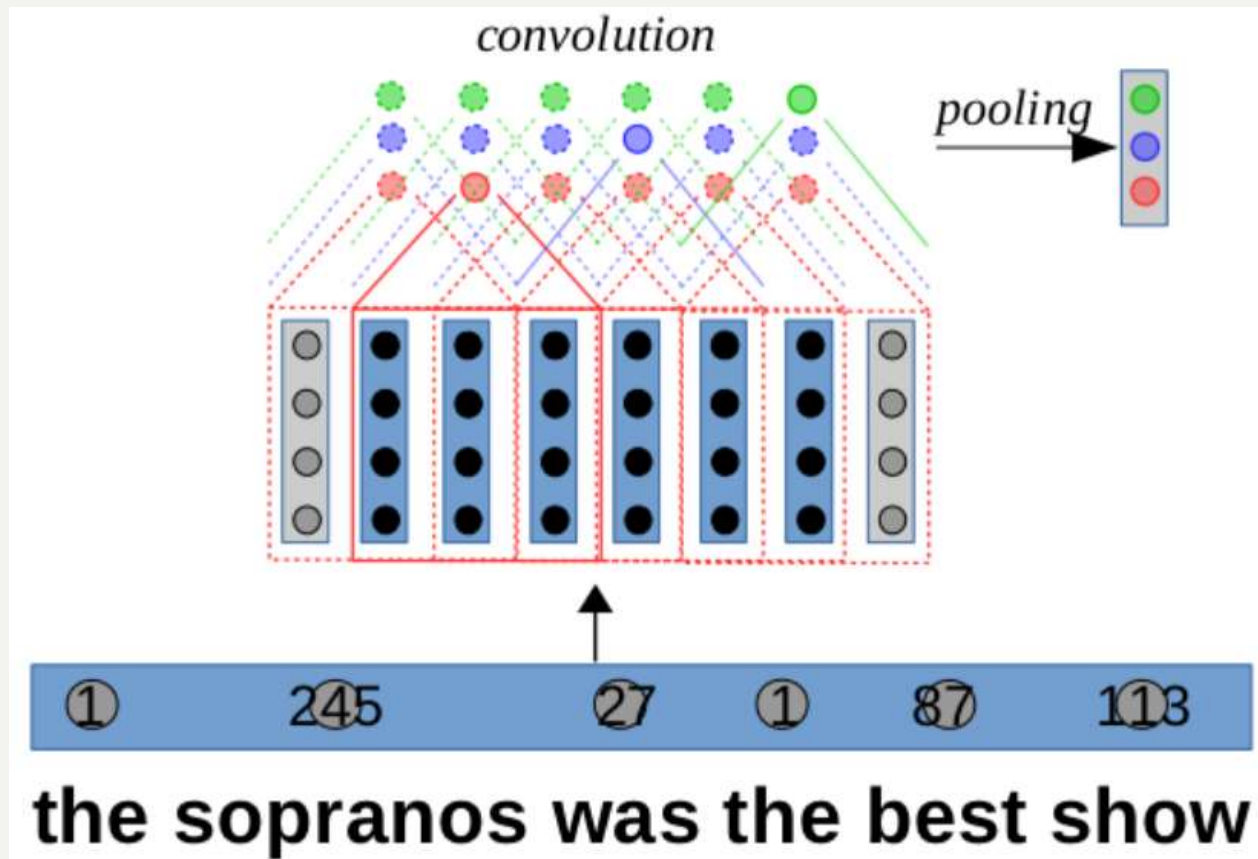 convolution
pooling
1 245 27 1 87 113
the sopranos was the best show